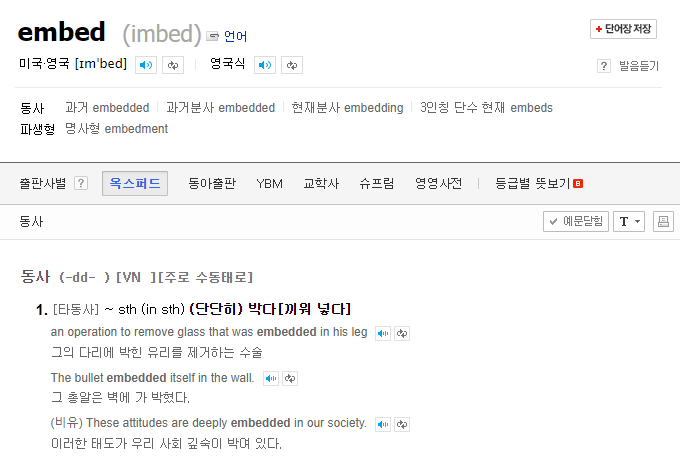 embed (imbed) 언어
단어장 저장
미국·영국 [ɪmˈbed] 영국식
? 발음듣기
동사 과거 embedded 과거분사 embedded 현재분사 embedding 3인칭 단수 현재 embeds
파생형 명사형 embedment
출판사별 ? 옥스퍼드 동아출판 YBM 교학사 슈프림 영영사전 등급별 뜻보기 B
동사 예문닫힘 T
동사 (-dd- ) [VN ][주로 수동태로]
1. [타동사] ~ sth (in sth) (단단히) 박다[끼워 넣다]
an operation to remove glass that was embedded in his leg
그의 다리에 박힌 유리를 제거하는 수술
The bullet embedded itself in the wall.
그 총알은 벽에 가 박혔다.
(비유) These attitudes are deeply embedded in our society.
이러한 태도가 우리 사회 깊숙이 박여 있다.